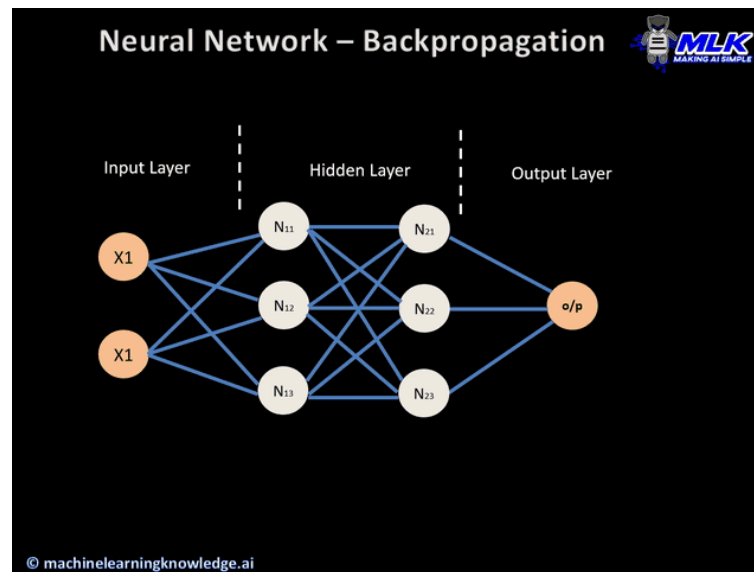 Neural Network – Backpropagation
MLK
MAKING AI SIMPLE
Input Layer
Hidden Layer
Output Layer
N₁₁
N₂₁
X1
N₁₂
N₂₂
o/p
X1
N₁₃
N₂₃
© machinelearningknowledge.ai